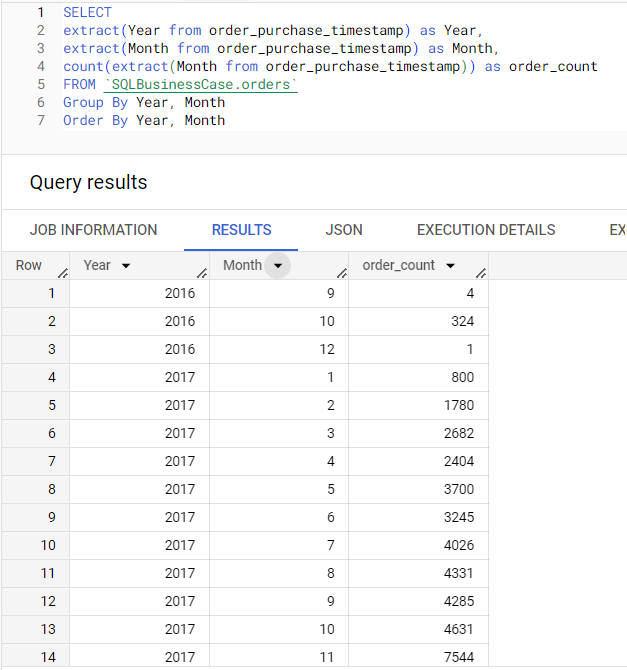 1 SELECT
2 extract(Year from order_purchase_timestamp) as Year,
3 extract(Month from order_purchase_timestamp) as Month,
4 count(extract(Month from order_purchase_timestamp)) as order_count
5 FROM `SQLBusinessCase.orders`
6 Group By Year, Month
7 Order By Year, Month
Query results
JOB INFORMATION RESULTS JSON EXECUTION DETAILS EX
Row Year Month order_count
1 2016 9 4
2 2016 10 324
3 2016 12 1
4 2017 1 800
5 2017 2 1780
6 2017 3 2682
7 2017 4 2404
8 2017 5 3700
9 2017 6 3245
10 2017 7 4026
11 2017 8 4331
12 2017 9 4285
13 2017 10 4631
14 2017 11 7544